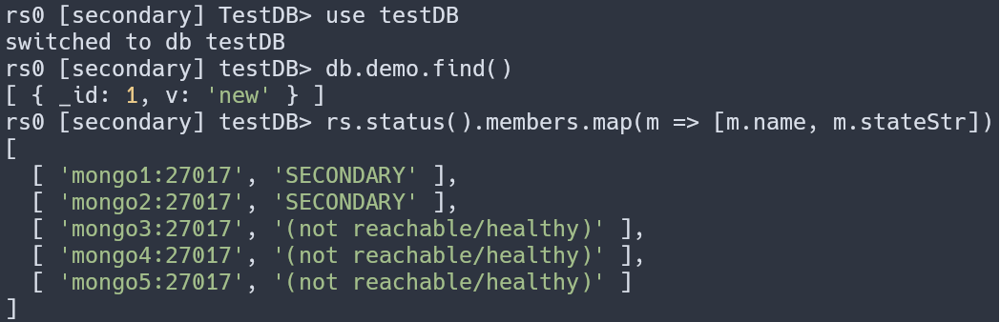 rs0 [secondary] TestDB> use testDB
switched to db testDB
rs0 [secondary] testDB> db.demo.find()
[ { _id: 1, v: 'new' } ]
rs0 [secondary] testDB> rs.status().members.map(m => [m.name, m.stateStr])
[
  [ 'mongo1:27017', 'SECONDARY' ],
  [ 'mongo2:27017', 'SECONDARY' ],
  [ 'mongo3:27017', '(not reachable/healthy)' ],
  [ 'mongo4:27017', '(not reachable/healthy)' ],
  [ 'mongo5:27017', '(not reachable/healthy)' ]
]